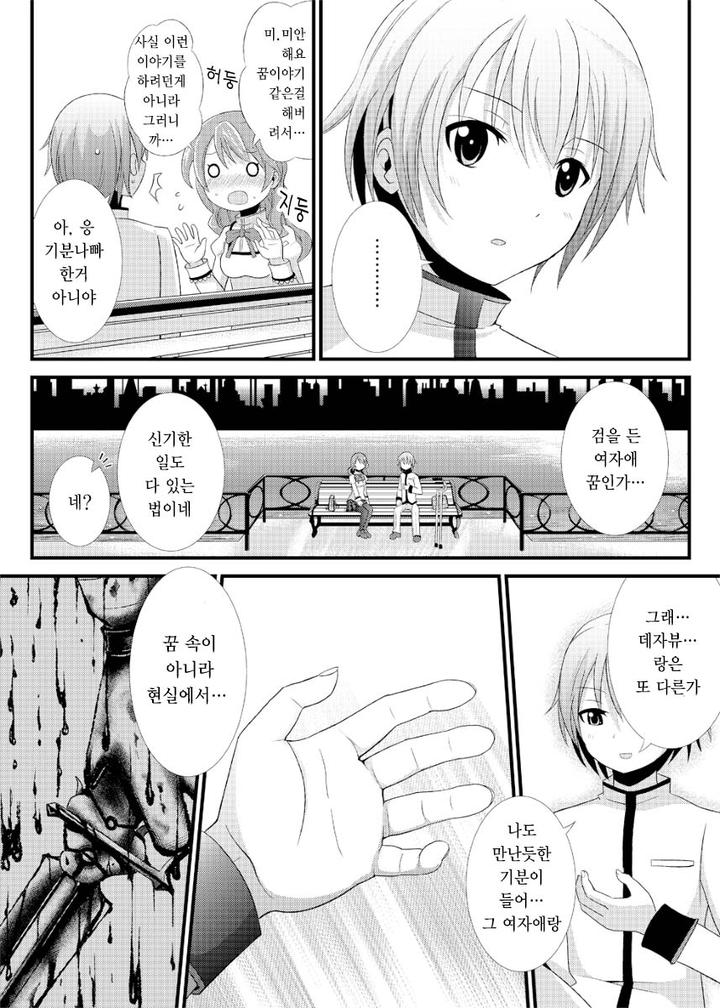 ………
미.미안
해요
꿈이야기
같은걸
해버
려서…
사실 이런
이야기를
하려던게
아니라
그러니
까…
허둥
지둥
아, 응
기분나빠
한거
아니야
검을 든
여자애
꿈인가…
신기한
일도
다 있는
법이네
네?
그래…
데자뷰…
랑은
또 다른가
나도
만난듯한
기분이
들어…
그 여자애랑
꿈 속이
아니라
현실에서…